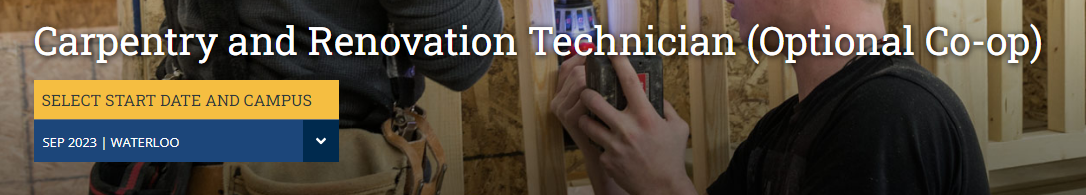 Carpentry and Renovation Technician (Optional Co-op)
SELECT START DATE AND CAMPUS
SEP 2023 | WATERLOO